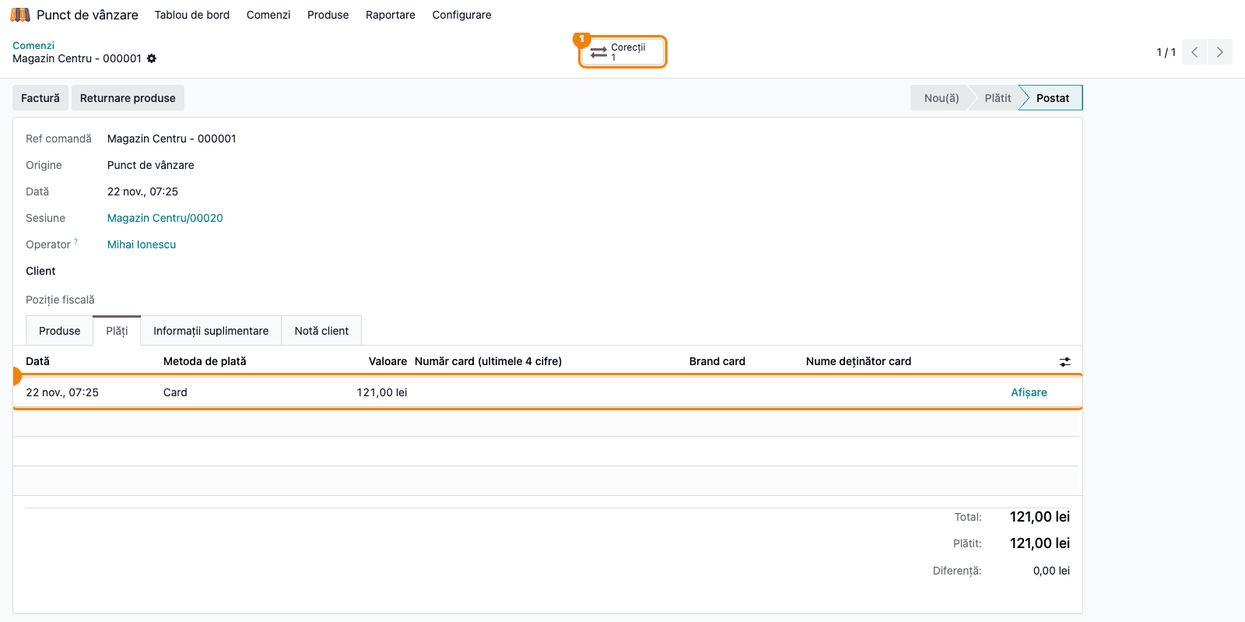 Punct de vânzare Tablou de bord Comenzi Produse Raportare Configurare
Comenzi
Magazin Centru - 000001
1
Corecții
1
1 / 1
Factură Returnare produse
Nou(ă) Plătit Postat
Ref comandă Magazin Centru - 000001
Origine Punct de vânzare
Dată 22 nov., 07:25
Sesiune Magazin Centru/00020
Operator ? Mihai Ionescu
Client
Poziție fiscală
Produse Plăți Informații suplimentare Notă client
Dată Metoda de plată Valoare Număr card (ultimele 4 cifre) Brand card Nume deținător card
22 nov., 07:25 Card 121,00 lei Afișare
Total: 121,00 lei
Plătit: 121,00 lei
Diferență: 0,00 lei